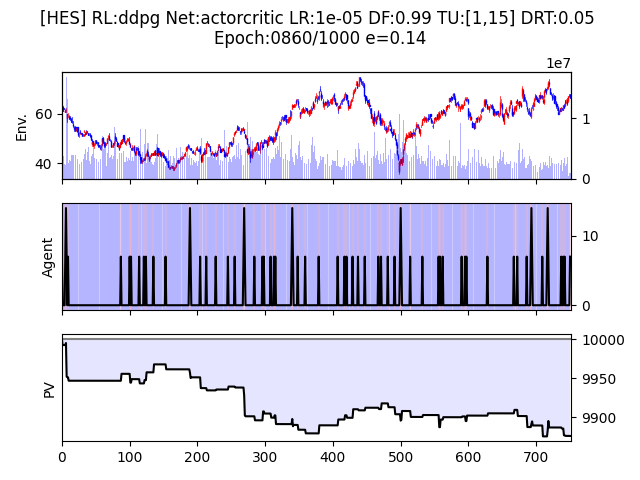 [HES] RL:ddpg Net:actorcritic LR:1e-05 DF:0.99 TU:[1,15] DRT:0.05
Epoch:0860/1000 e=0.14
1e7
Env.
60
40
1
0
Agent
10
0
PV
10000
9950
9900
0 100 200 300 400 500 600 700